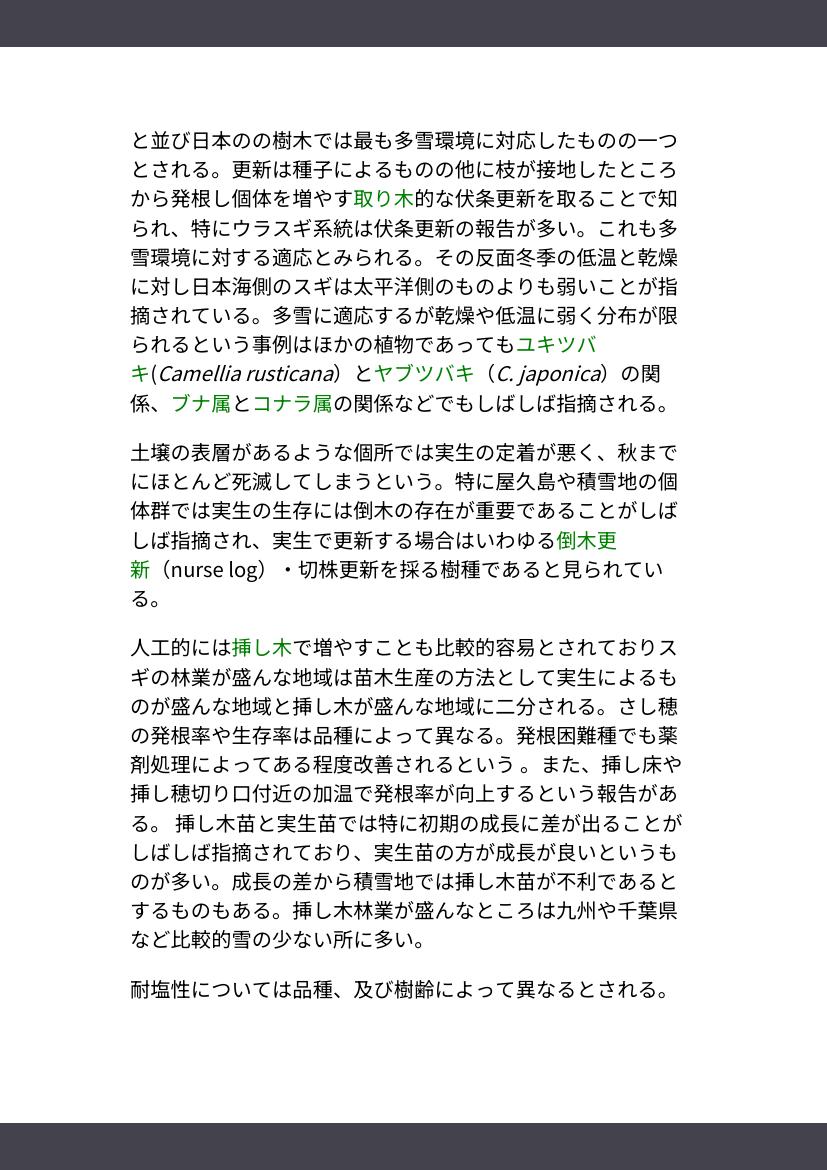 と並び日本のの樹木では最も多雪環境に対応したものの一つ
とされる。更新は種子によるものの他に枝が接地したところ
から発根し個体を増やす取り木的な伏条更新を取ることで知
られ、特にウラスギ系統は伏条更新の報告が多い。これも多
雪環境に対する適応とみられる。その反面冬季の低温と乾燥
に対し日本海側のスギは太平洋側のものよりも弱いことが指
摘されている。多雪に適応するが乾燥や低温に弱く分布が限
られるという事例はほかの植物であってもユキツバ
キ(Camellia rusticana）とヤブツバキ（C. japonica）の関
係、ブナ属とコナラ属の関係などでもしばしば指摘される。
土壌の表層があるような個所では実生の定着が悪く、秋まで
にほとんど死滅してしまうという。特に屋久島や積雪地の個
体群では実生の生存には倒木の存在が重要であることがしば
しば指摘され、実生で更新する場合はいわゆる倒木更
新（nurse log）・切株更新を採る樹種であると見られてい
る。
人工的には挿し木で増やすことも比較的容易とされておりス
ギの林業が盛んな地域は苗木生産の方法として実生によるも
のが盛んな地域と挿し木が盛んな地域に二分される。さし穂
の発根率や生存率は品種によって異なる。発根困難種でも薬
剤処理によってある程度改善されるという 。また、挿し床や
挿し穂切り口付近の加温で発根率が向上するという報告があ
る。 挿し木苗と実生苗では特に初期の成長に差が出ることが
しばしば指摘されており、実生苗の方が成長が良いというも
のが多い。成長の差から積雪地では挿し木苗が不利であると
するものもある。挿し木林業が盛んなところは九州や千葉県
など比較的雪の少ない所に多い。
耐塩性については品種、及び樹齢によって異なるとされる。